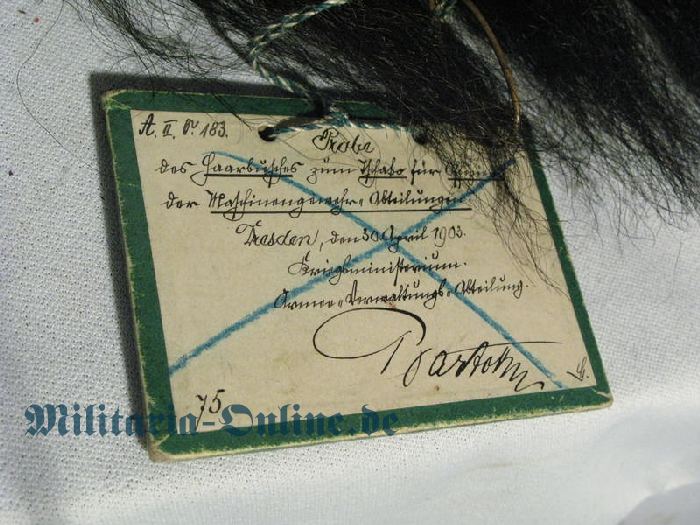 A. II. Nr 183.
Probe
des Haarbusches zum Tschako für
der Maschinengewehr-Abteilungen
Dresden, den 30 April 1903.
Kriegsministerium.
Armee-Verwaltungs-Abteilung.
75
Militaria-Online.de